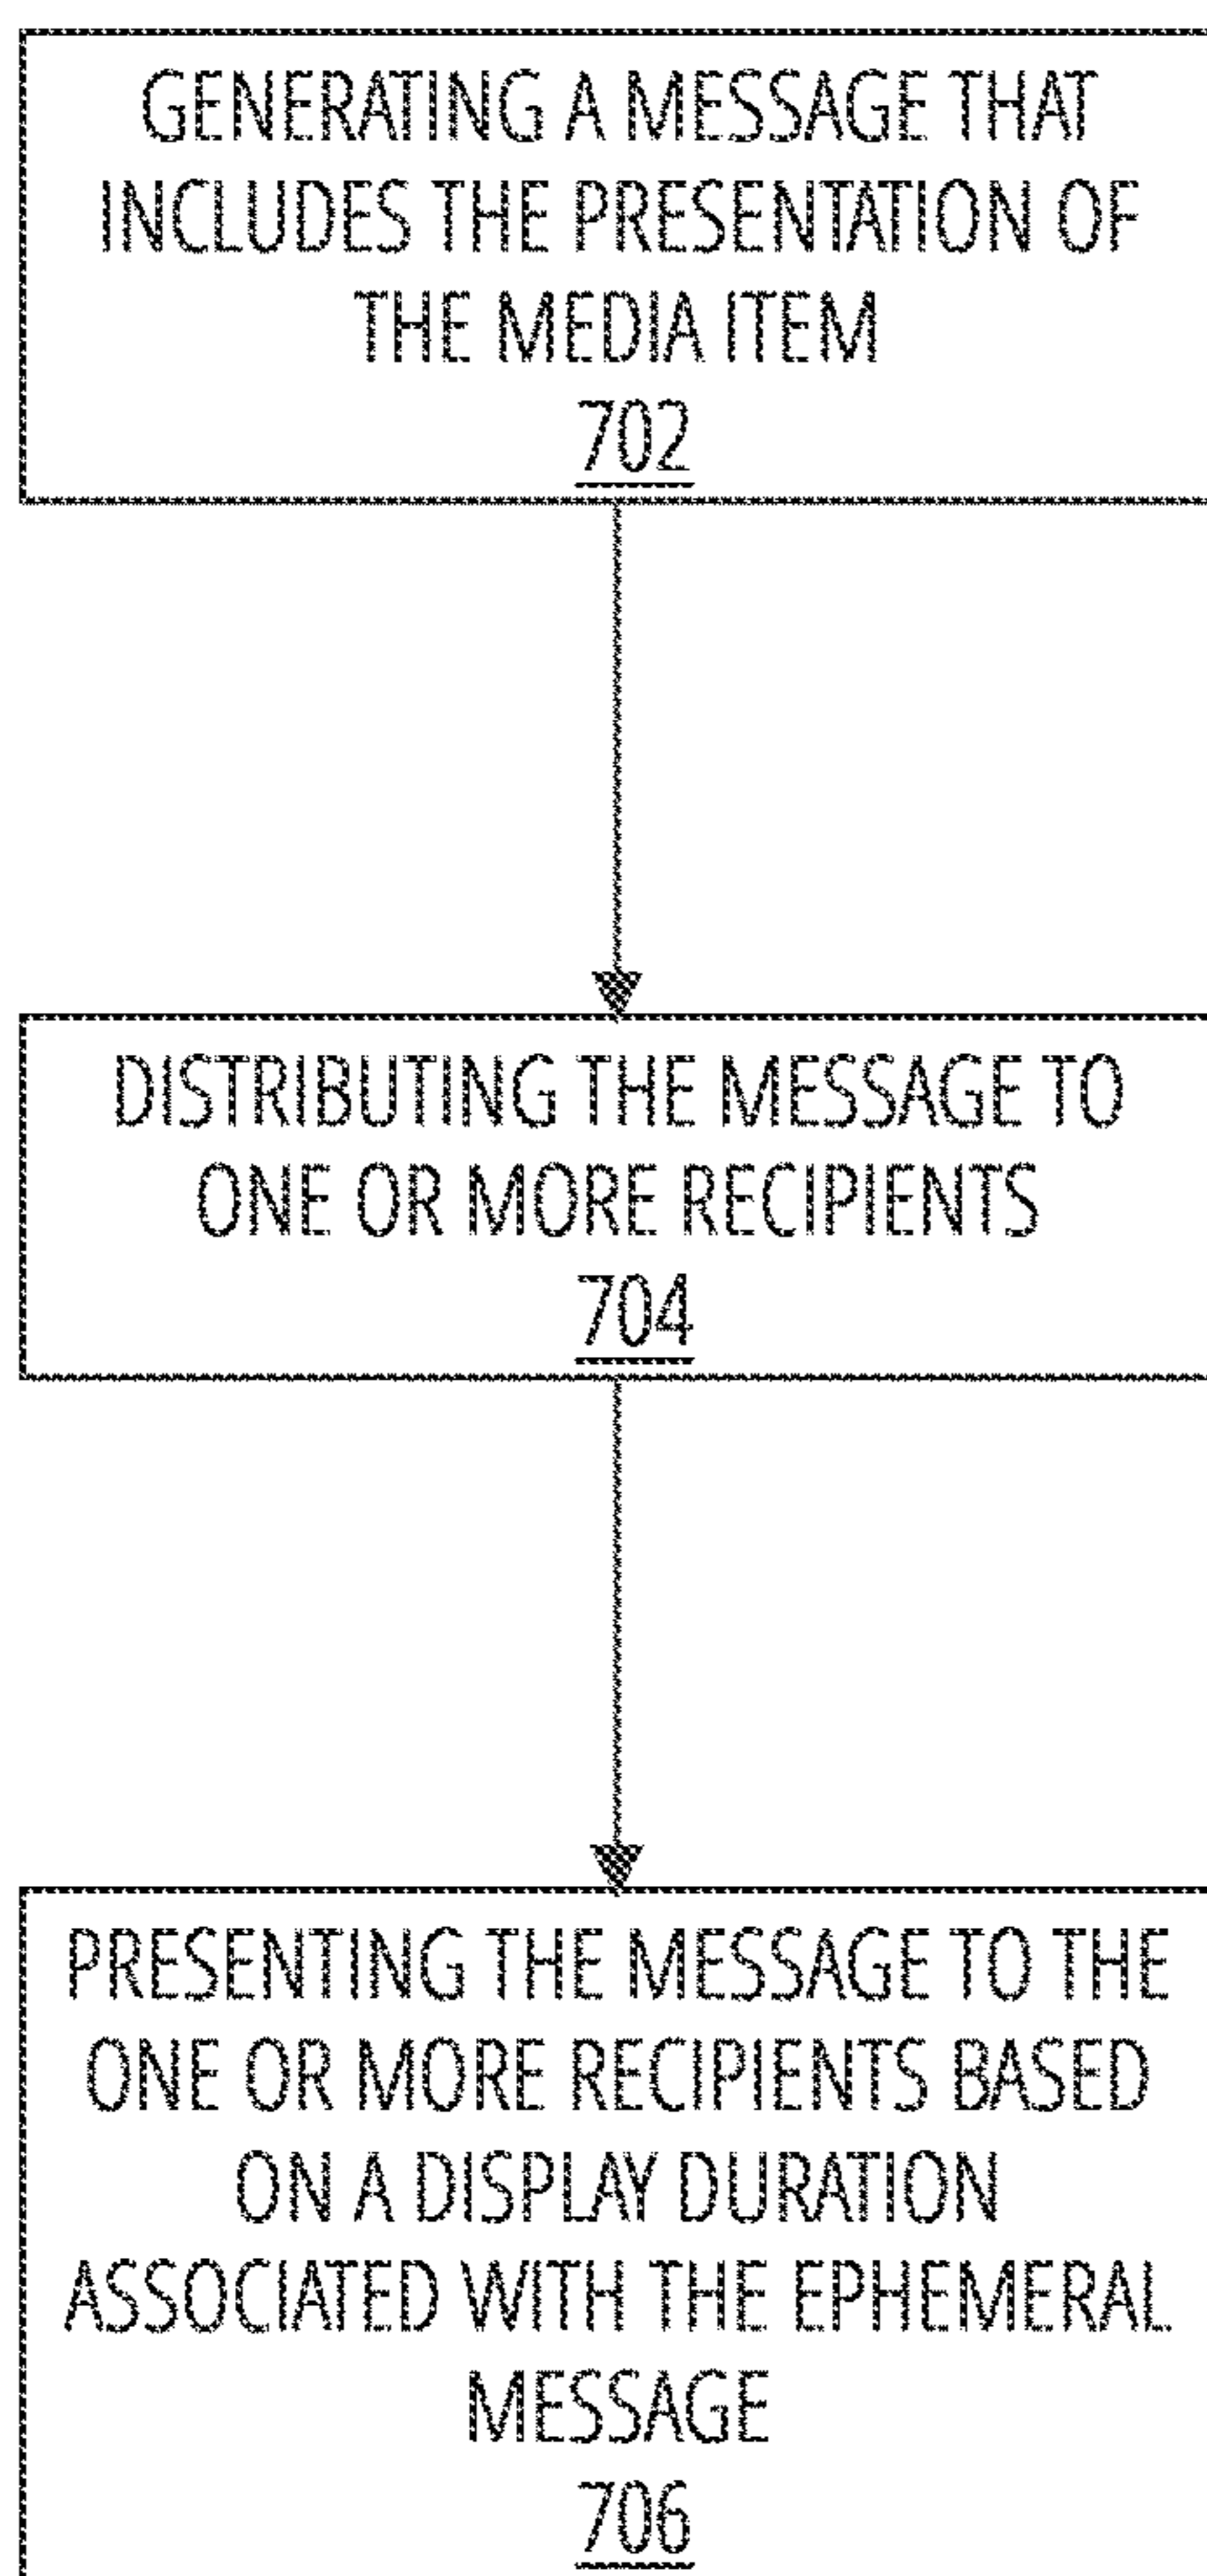 GENERATING A MESSAGE THAT
INCLUDES THE PRESENTATION OF
THE MEDIA ITEM
702
DISTRIBUTING THE MESSAGE TO
ONE OR MORE RECIPIENTS
704
PRESENTING THE MESSAGE TO THE
ONE OR MORE RECIPIENTS BASED
ON A DISPLAY DURATION
ASSOCIATED WITH THE EPHEMERAL
MESSAGE
706